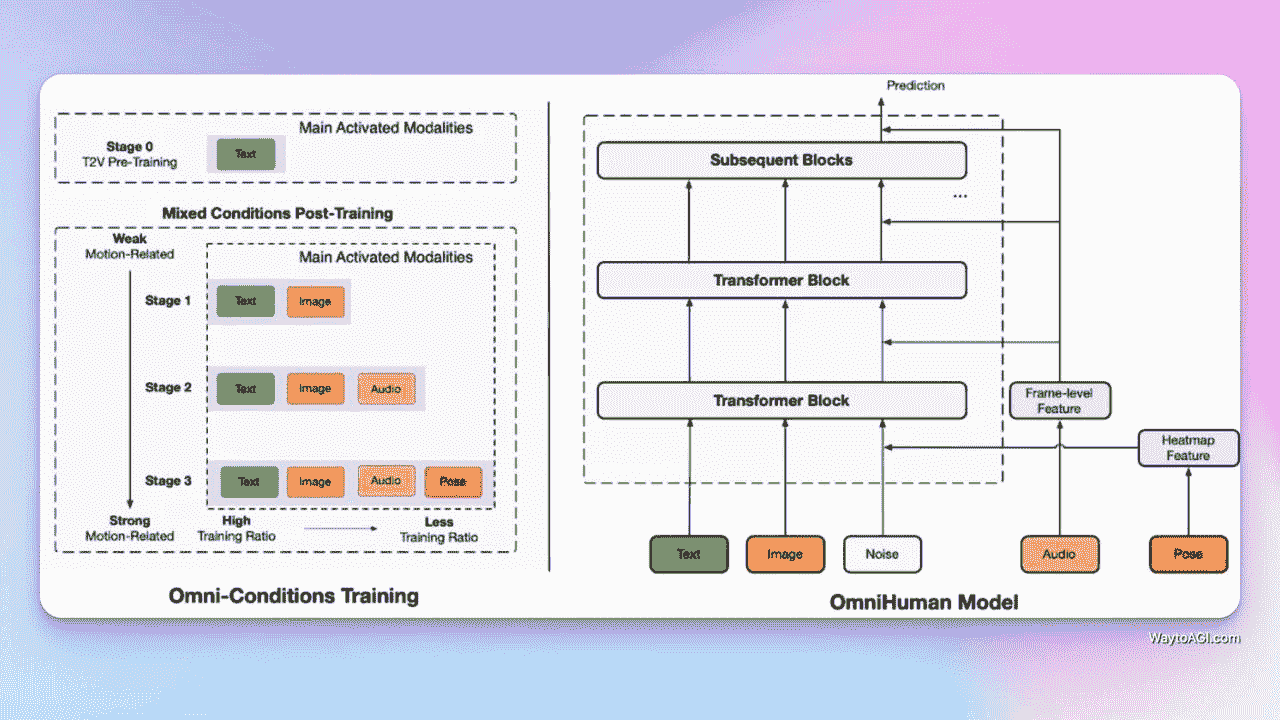 Main Activated Modalities
Stage 0
T2V Pre-Training
Text
Mixed Conditions Post-Training
Weak
Motion-Related
Main Activated Modalities
Stage 1
Text
Image
Stage 2
Text
Image
Audio
Stage 3
Text
Image
Audio
Pose
Strong
Motion-Related
High
Training Ratio
Less
Training Ratio
Omni-Conditions Training
Prediction
Subsequent Blocks
...
Transformer Block
Transformer Block
Frame-level
Feature
Heatmap
Feature
Text
Image
Noise
Audio
Pose
OmniHuman Model
WaytoAGI.com